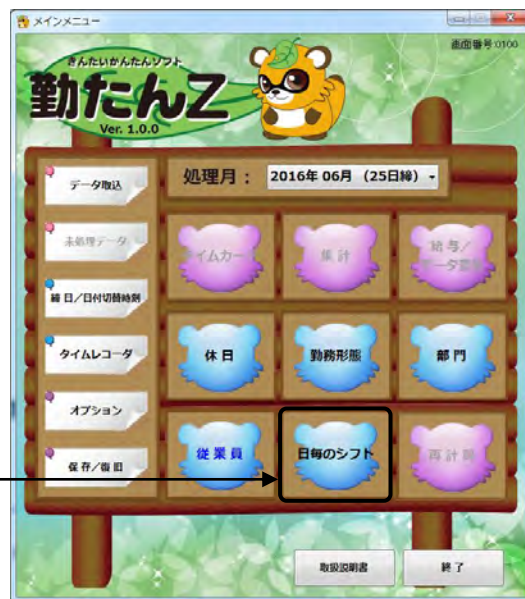 メインメニュー
画面番号:0100
きんたいかんたんソフト
勤たんZ
Ver. 1.0.0
処理月： 2016年 06月 （25日締）
データ取込
未処理データ
締日／日付切替時刻
タイムレコーダ
オプション
保存／復旧
タイムカード
集計
給与／
休日
勤務形態
部門
従業員
日毎のシフト
再計算
取扱説明書
終了